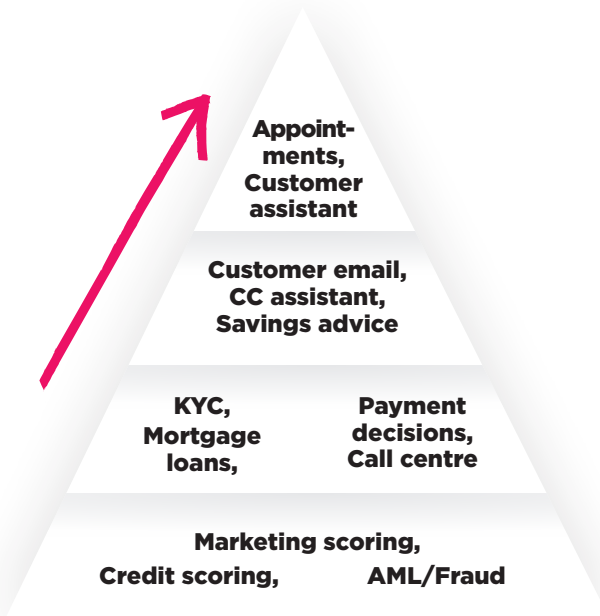 Appoint-
ments,
Customer
assistant
Customer email,
CC assistant,
Savings advice
KYC,
Mortgage
loans,
Payment
decisions,
Call centre
Marketing scoring,
Credit scoring, AML/Fraud